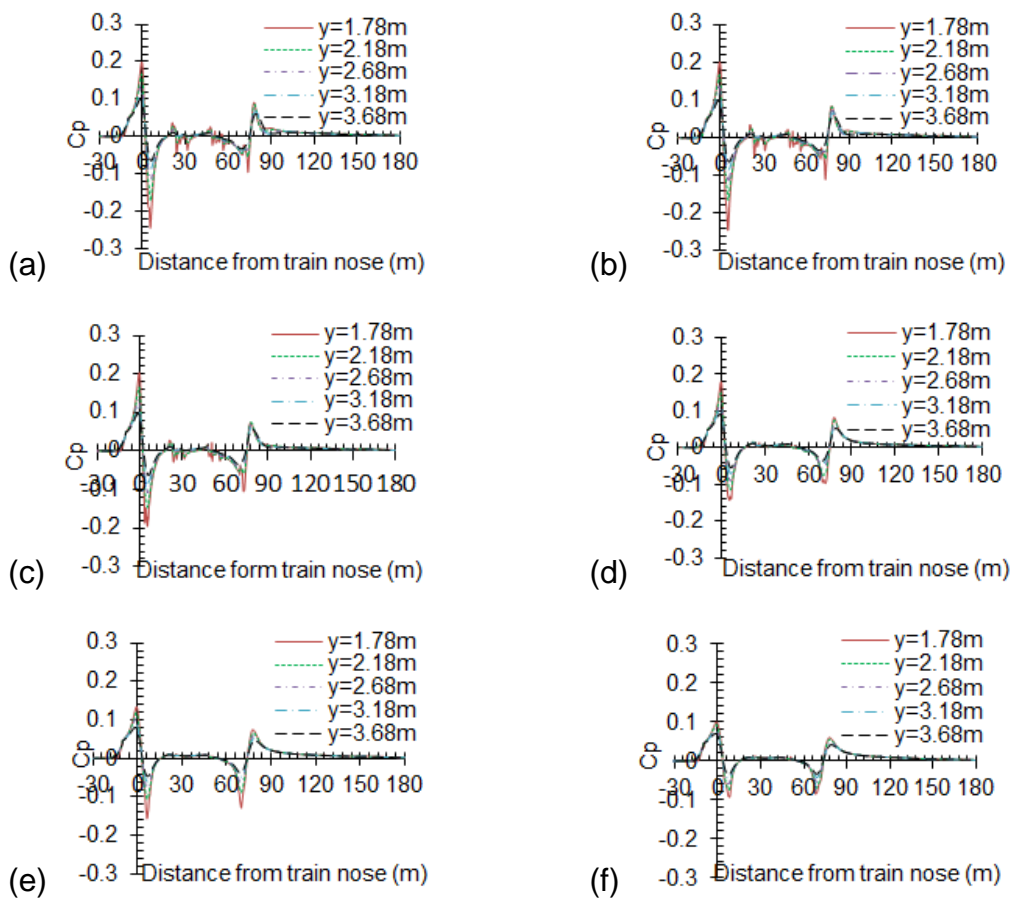 0.3
0.2
0.1
0
-0.1
-0.2
-0.3
Cp
y=1.78m
y=2.18m
y=2.68m
y=3.18m
y=3.68m
-30 0 30 60 90 120 150 180
Distance from train nose (m)
(a)
0.3
0.2
0.1
0
-0.1
-0.2
-0.3
Cp
y=1.78m
y=2.18m
y=2.68m
y=3.18m
y=3.68m
-30 0 30 60 90 120 150 180
Distance from train nose (m)
(b)
0.3
0.2
0.1
0
-0.1
-0.2
-0.3
Cp
y=1.78m
y=2.18m
y=2.68m
y=3.18m
y=3.68m
-30 0 30 60 90 120 150 180
Distance form train nose (m)
(c)
0.3
0.2
0.1
0
-0.1
-0.2
-0.3
Cp
y=1.78m
y=2.18m
y=2.68m
y=3.18m
y=3.68m
-30 0 30 60 90 120 150 180
Distance from train nose (m)
(d)
0.3
0.2
0.1
0
-0.1
-0.2
-0.3
Cp
y=1.78m
y=2.18m
y=2.68m
y=3.18m
y=3.68m
-30 0 30 60 90 120 150 180
Distance from train nose (m)
(e)
0.3
0.2
0.1
0
-0.1
-0.2
-0.3
Cp
y=1.78m
y=2.18m
y=2.68m
y=3.18m
y=3.68m
-30 0 30 60 90 120 150 180
Distance from train nose (m)
(f)